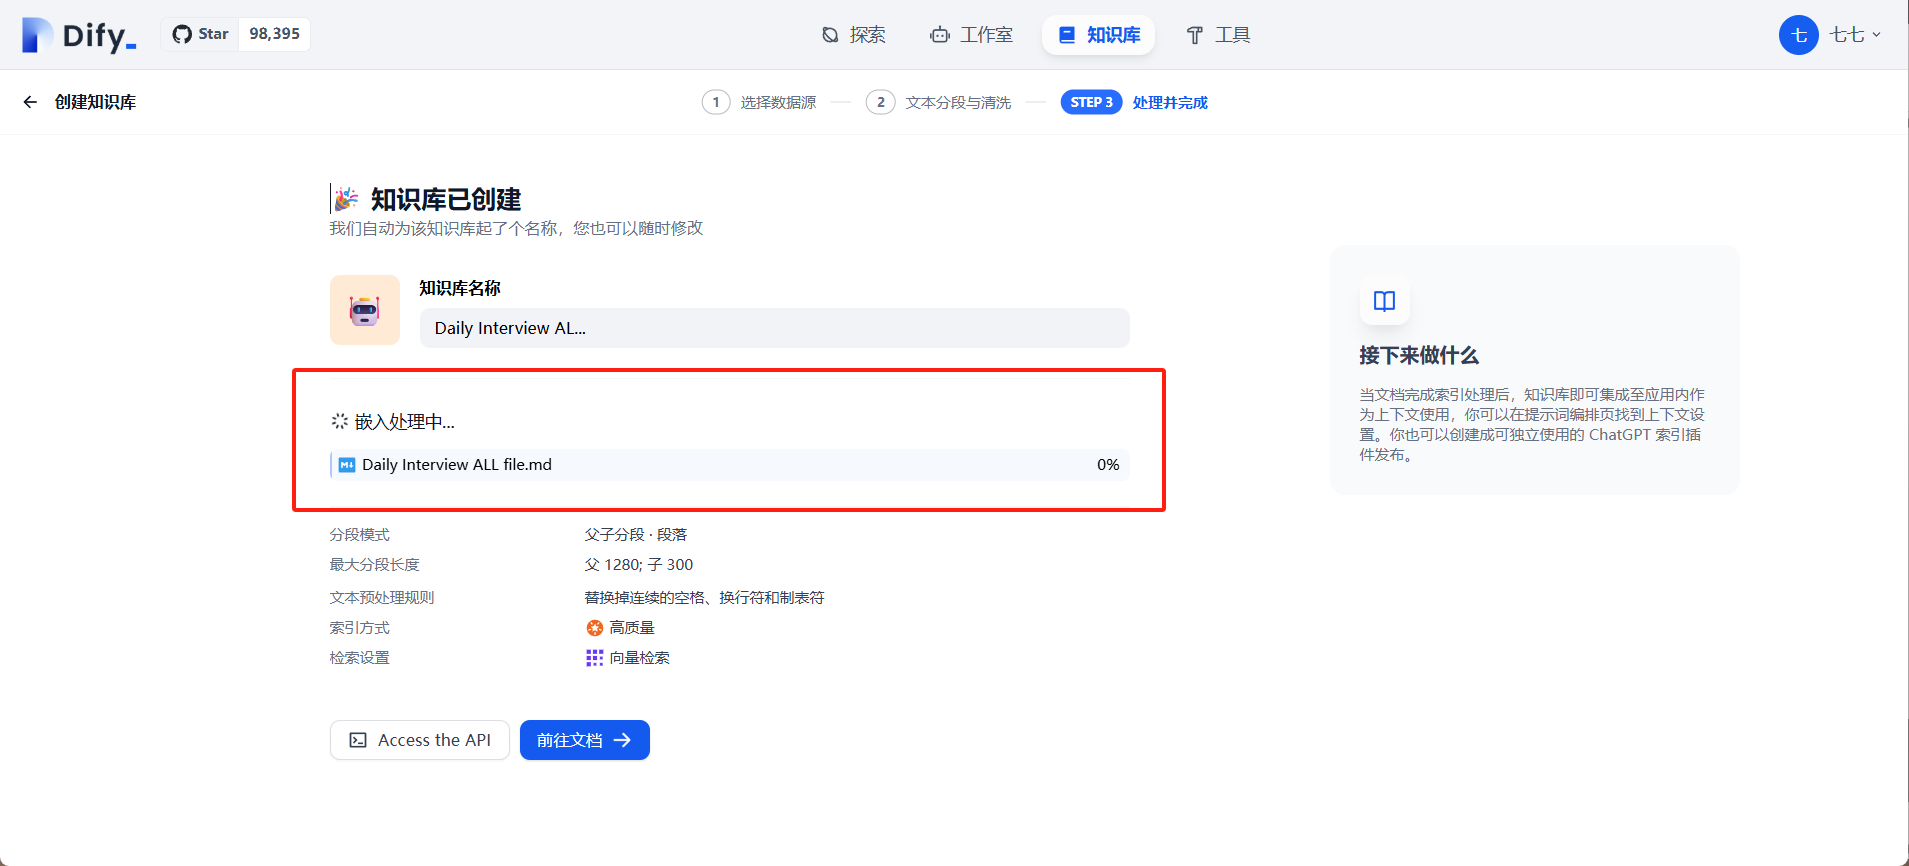 Dify_
Star 98,395
探索
工作室
知识库
工具
七 七七
创建知识库
1 选择数据源
2 文本分段与清洗
STEP 3 处理并完成
知识库已创建
我们自动为该知识库起了个名称，您也可以随时修改
知识库名称
Daily Interview AL...
嵌入处理中...
M Daily Interview ALL file.md 0%
分段模式 父子分段 · 段落
最大分段长度 父 1280; 子 300
文本预处理规则 替换掉连续的空格、换行符和制表符
索引方式 高质量
检索设置 向量检索
Access the API
前往文档
接下来做什么
当文档完成索引处理后，知识库即可集成至应用内作
为上下文使用，你可以在提示词编排页找到上下文设
置。你也可以创建成可独立使用的 ChatGPT 索引插
件发布。